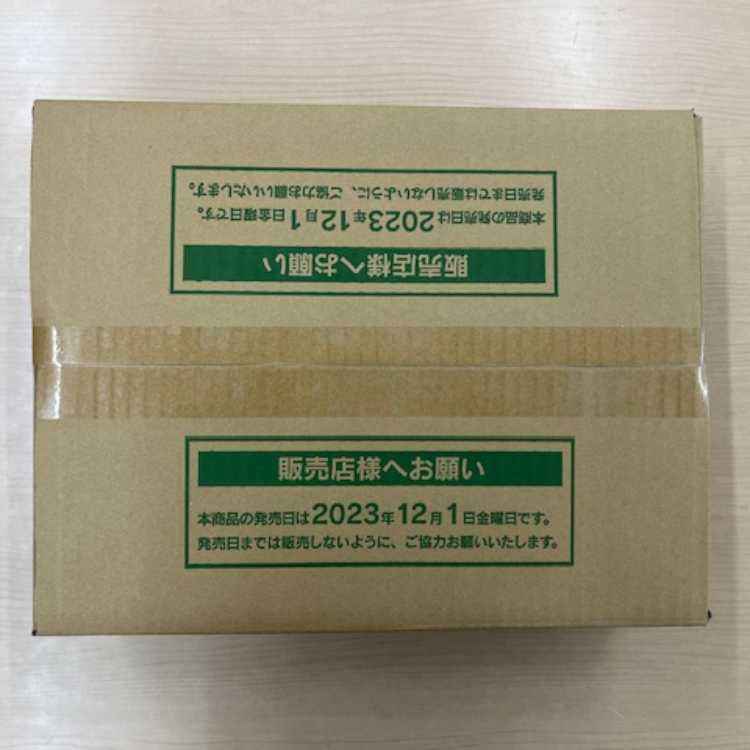 発売日までは販売しないように、ご協力お願いいたします。
本商品の発売日は2023年12月1日金曜日です。
販売店様へお願い
販売店様へお願い
本商品の発売日は2023年12月1日金曜日です。
発売日までは販売しないように、ご協力お願いいたします。